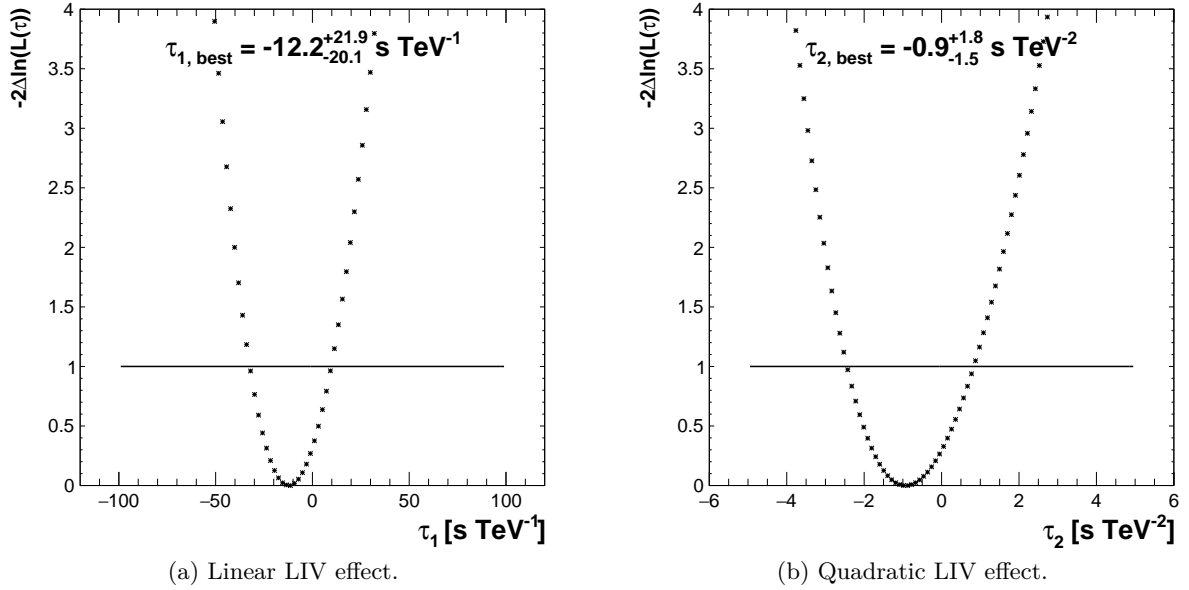 -2Δln(L(τ))
τ1, best = -12.2 +21.9 -20.1 s TeV-1
4
3.5
3
2.5
2
1.5
1
0.5
0
−100 −50 0 50 100
τ1 [s TeV-1]
(a) Linear LIV effect.
-2Δln(L(τ))
τ2, best = -0.9 +1.8 -1.5 s TeV-2
4
3.5
3
2.5
2
1.5
1
0.5
0
−6 −4 −2 0 2 4 6
τ2 [s TeV-2]
(b) Quadratic LIV effect.